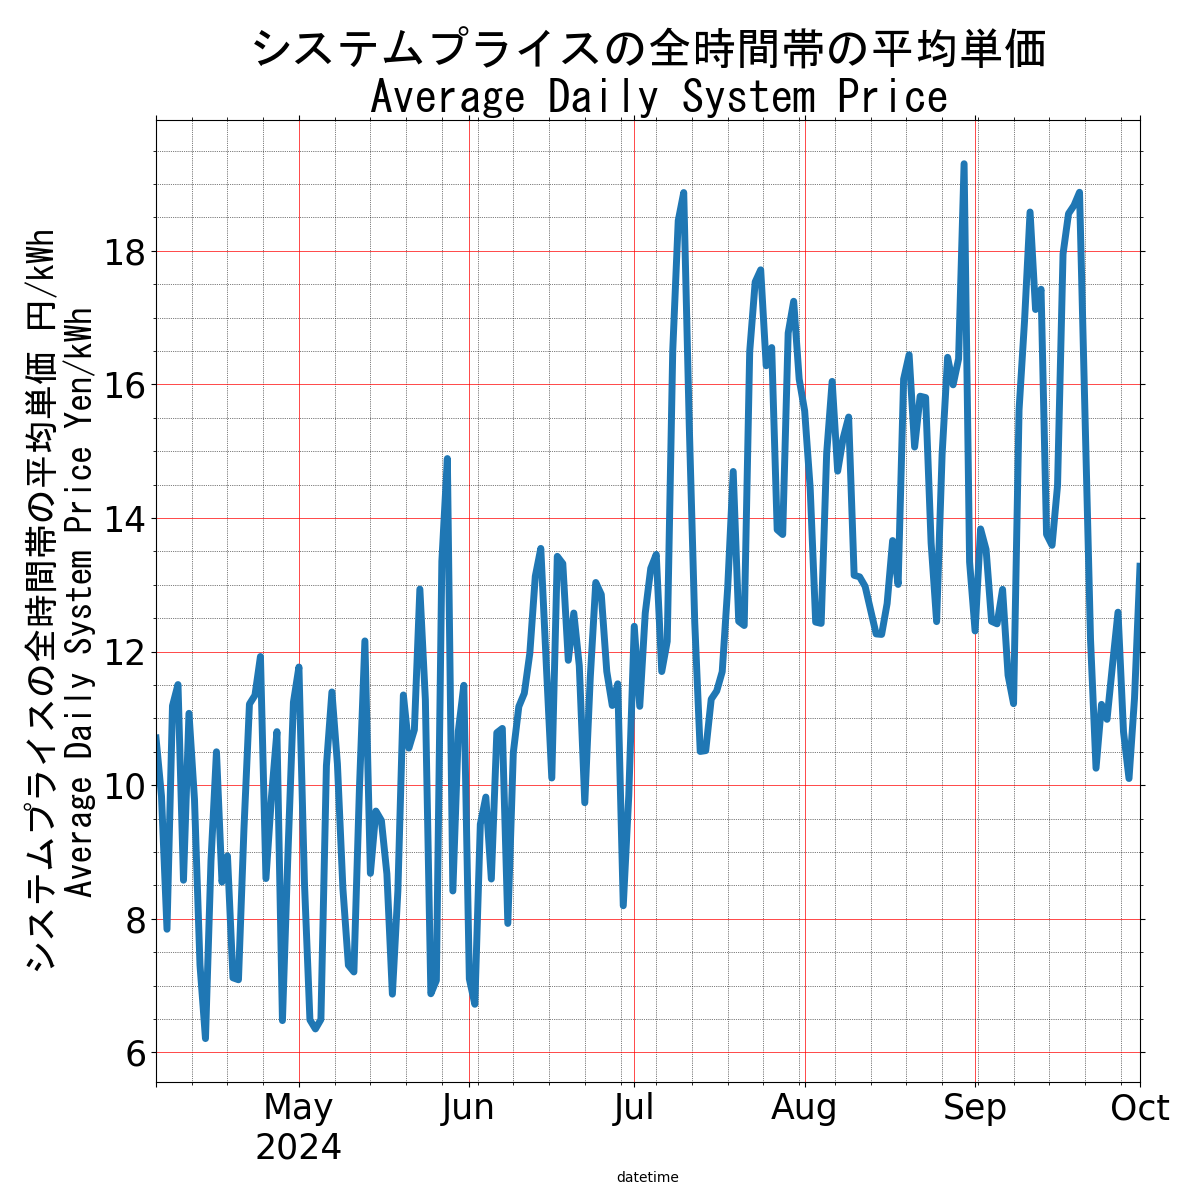 システムプライスの全時間帯の平均単価
Average Daily System Price
システムプライスの全時間帯の平均単価 円/kWh
Average Daily System Price Yen/kWh
18
16
14
12
10
8
6
May
2024
Jun
Jul
Aug
Sep
Oct
datetime